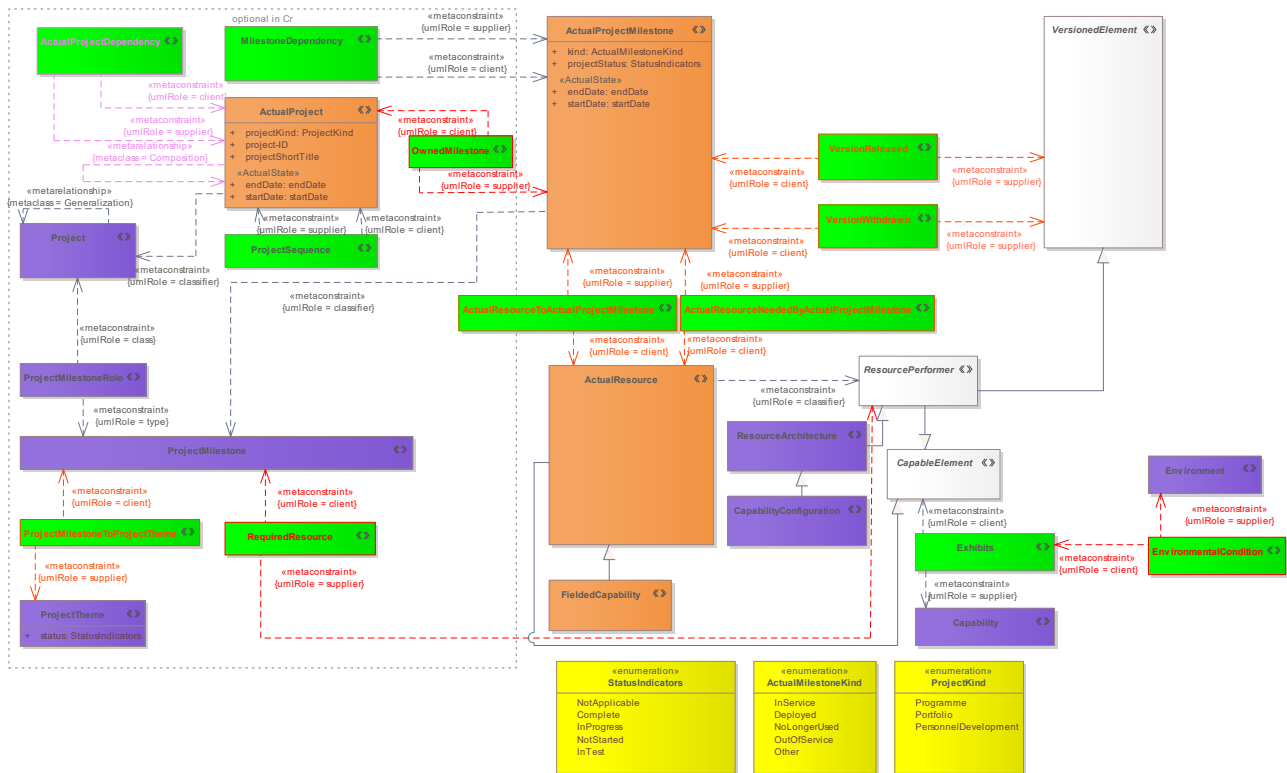 optional in Cr
ActualProjectDependency
MilestoneDependency
«metaconstraint»
{umlRole = supplier}
«metaconstraint»
{umlRole = client}
ActualProjectMilestone
+ kind: ActualMilestoneKind
+ projectStatus: StatusIndicators
«ActualState»
+ endDate: endDate
+ startDate: startDate
VersionedElement
«metaconstraint»
{umlRole = client}
«metaconstraint»
{umlRole = supplier}
«metarelationship»
{metaclass = Composition}
ActualProject
+ projectKind: ProjectKind
+ project-ID
+ projectShortTitle
«ActualState»
+ endDate: endDate
+ startDate: startDate
«metaconstraint»
{umlRole = client}
OwnedMilestone
«metaconstraint»
{umlRole = supplier}
VersionReleased
«metaconstraint»
{umlRole = client}
«metaconstraint»
{umlRole = supplier}
VersionWithdrawn
«metaconstraint»
{umlRole = client}
«metaconstraint»
{umlRole = supplier}
«metarelationship»
{metaclass = Generalization}
Project
«metaconstraint»
{umlRole = supplier}
«metaconstraint»
{umlRole = client}
ProjectSequence
«metaconstraint»
{umlRole = classifier}
«metaconstraint»
{umlRole = classifier}
«metaconstraint»
{umlRole = supplier}
«metaconstraint»
{umlRole = supplier}
ActualResourceToActualProjectMilestone
ActualResourceNeededByActualProjectMilestone
«metaconstraint»
{umlRole = class}
«metaconstraint»
{umlRole = client}
«metaconstraint»
{umlRole = client}
ProjectMilestoneRole
ActualResource
ResourcePerformer
«metaconstraint»
{umlRole = classifier}
«metaconstraint»
{umlRole = type}
ResourceArchitecture
ProjectMilestone
CapableElement
Environment
«metaconstraint»
{umlRole = client}
«metaconstraint»
{umlRole = client}
CapabilityConfiguration
«metaconstraint»
{umlRole = client}
«metaconstraint»
{umlRole = supplier}
ProjectMilestoneToProjectTheme
RequiredResource
Exhibits
EnvironmentalCondition
«metaconstraint»
{umlRole = client}
«metaconstraint»
{umlRole = supplier}
«metaconstraint»
{umlRole = supplier}
«metaconstraint»
{umlRole = supplier}
FieldedCapability
ProjectTheme
+ status: StatusIndicators
Capability
«enumeration»
StatusIndicators
NotApplicable
Complete
InProgress
NotStarted
InTest
«enumeration»
ActualMilestoneKind
InService
Deployed
NoLongerUsed
OutOfService
Other
«enumeration»
ProjectKind
Programme
Portfolio
PersonnelDevelopment